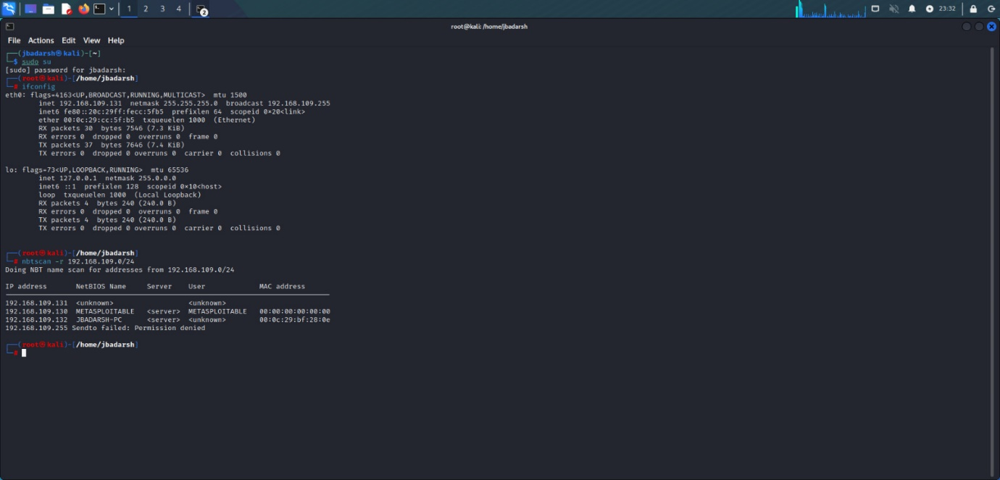 1 2 3 4 2 23:32
root@kali: /home/jbadarsh
File Actions Edit View Help
┌──(jbadarsh㉿kali)-[~]
└─$ sudo su
[sudo] password for jbadarsh:
┌──(root㉿kali)-[/home/jbadarsh]
└─# ifconfig
eth0: flags=4163<UP,BROADCAST,RUNNING,MULTICAST>  mtu 1500
        inet 192.168.109.131  netmask 255.255.255.0  broadcast 192.168.109.255
        inet6 fe80::20c:29ff:fecc:5fb5  prefixlen 64  scopeid 0×20<link>
        ether 00:0c:29:cc:5f:b5  txqueuelen 1000  (Ethernet)
        RX packets 30  bytes 7546 (7.3 KiB)
        RX errors 0  dropped 0  overruns 0  frame 0
        TX packets 37  bytes 7646 (7.4 KiB)
        TX errors 0  dropped 0 overruns 0  carrier 0  collisions 0
lo: flags=73<UP,LOOPBACK,RUNNING>  mtu 65536
        inet 127.0.0.1  netmask 255.0.0.0
        inet6 ::1  prefixlen 128  scopeid 0×10<host>
        loop  txqueuelen 1000  (Local Loopback)
        RX packets 4  bytes 240 (240.0 B)
        RX errors 0  dropped 0  overruns 0  frame 0
        TX packets 4  bytes 240 (240.0 B)
        TX errors 0  dropped 0 overruns 0  carrier 0  collisions 0
┌──(root㉿kali)-[/home/jbadarsh]
└─# nbtscan -r 192.168.109.0/24
Doing NBT name scan for addresses from 192.168.109.0/24
IP address       NetBIOS Name     Server    User             MAC address
192.168.109.131  <unknown>                  <unknown>
192.168.109.130  METASPLOITABLE   <server>  METASPLOITABLE   00:00:00:00:00:00
192.168.109.132  JBADARSH-PC      <server>  <unknown>        00:0c:29:bf:28:0e
192.168.109.255 Sendto failed: Permission denied
┌──(root㉿kali)-[/home/jbadarsh]
└─#